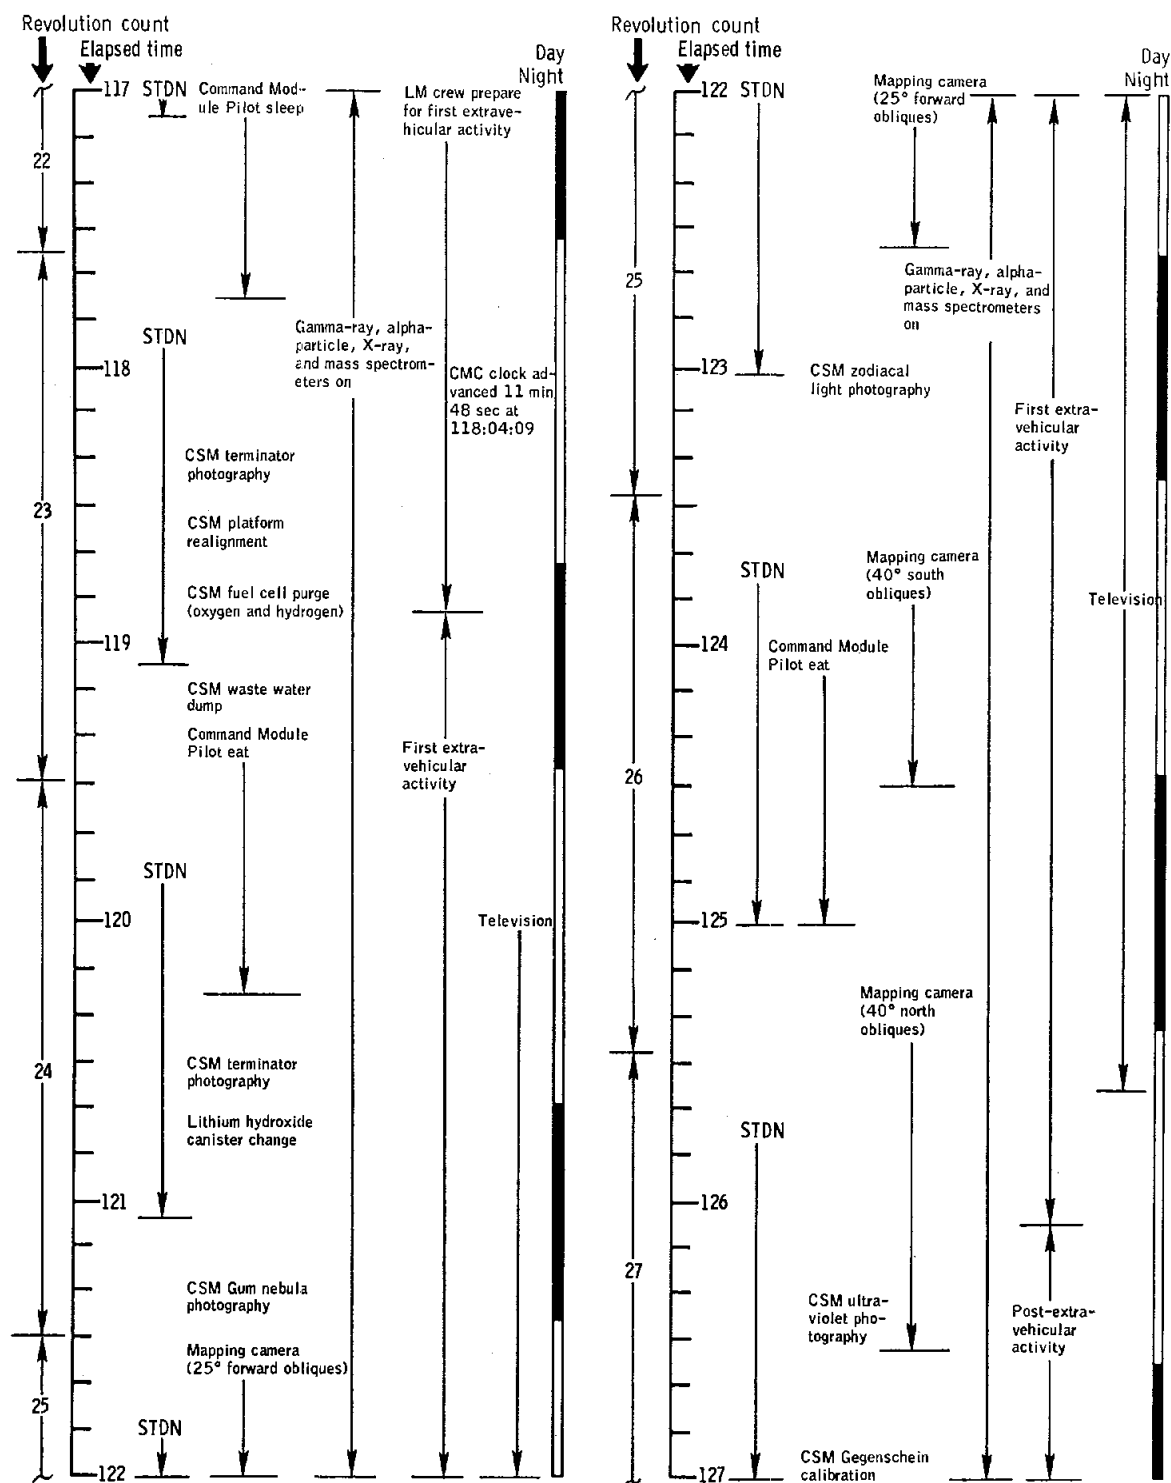 Revolution count
Elapsed time
Day
Night
117
STDN
Command Mod-
ule Pilot sleep
LM crew prepare
for first extrave-
hicular activity
22
STDN
Gamma-ray, alpha-
particle, X-ray,
and mass spectrom-
eters on
118
CMC clock ad-
vanced 11 min
48 sec at
118:04:09
CSM terminator
photography
23
CSM platform
realignment
CSM fuel cell purge
(oxygen and hydrogen)
119
CSM waste water
dump
Command Module
Pilot eat
First extra-
vehicular
activity
STDN
120
Television
24
CSM terminator
photography
Lithium hydroxide
canister change
121
CSM Gum nebula
photography
Mapping camera
(25° forward obliques)
25
STDN
122
Revolution count
Elapsed time
Day
Night
122
STDN
Mapping camera
(25° forward
obliques)
25
Gamma-ray, alpha-
particle, X-ray, and
mass spectrometers
on
123
CSM zodiacal
light photography
First extra-
vehicular
activity
STDN
Mapping camera
(40° south
obliques)
Television
124
Command Module
Pilot eat
26
125
Mapping camera
(40° north
obliques)
STDN
126
27
CSM ultra-
violet pho-
tography
Post-extra-
vehicular
activity
127
CSM Gegenschein
calibration